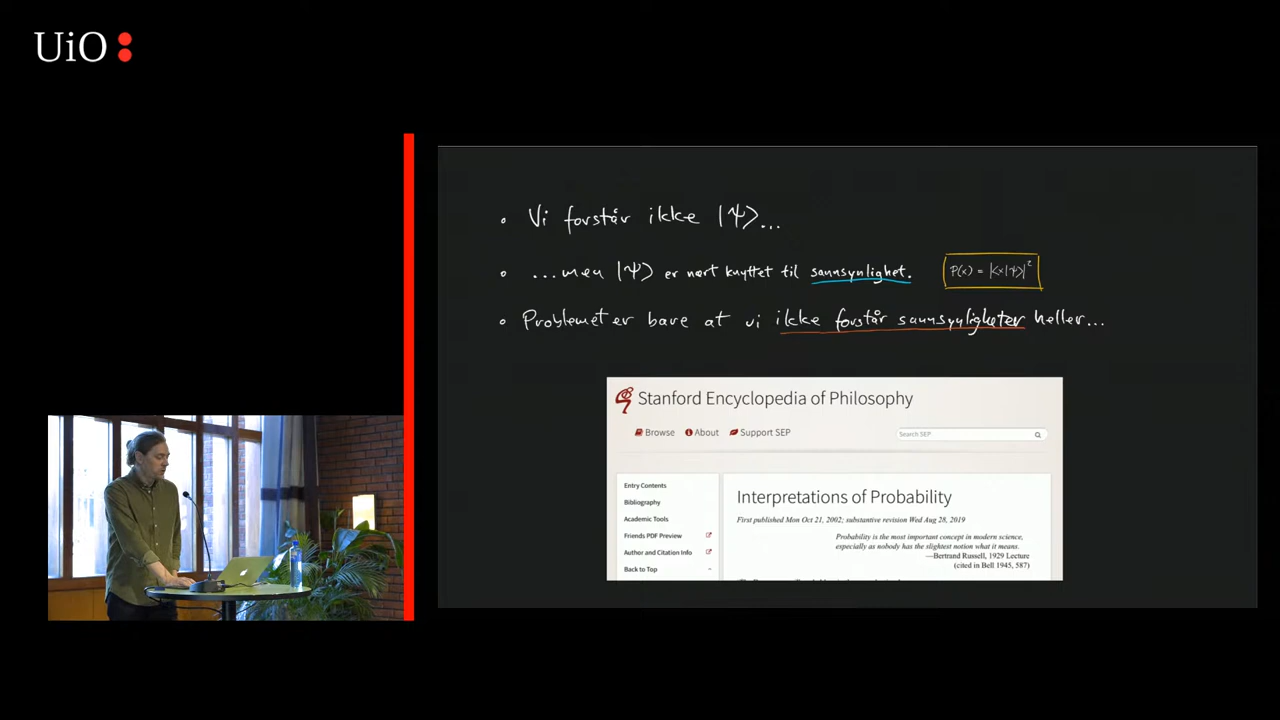 UiO
• Vi forstår ikke |Ψ⟩...
• ...men |Ψ⟩ er nært knyttet til sannsynlighet. P(x) = |⟨x|Ψ⟩|²
• Problemet er bare at vi ikke forstår sannsynligheter heller...
Stanford Encyclopedia of Philosophy
Browse About Support SEP Search SEP
Entry Contents
Bibliography
Academic Tools
Friends PDF Preview
Author and Citation Info
Back to Top
Interpretations of Probability
First published Mon Oct 21, 2002; substantive revision Wed Aug 28, 2019
Probability is the most important concept in modern science,
especially as nobody has the slightest notion what it means.
—Bertrand Russell, 1929 Lecture
(cited in Bell 1945, 587)